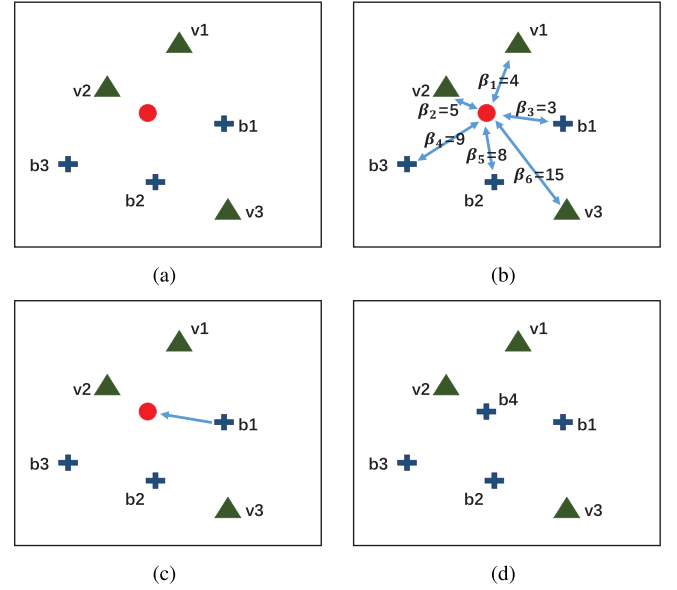 v1
v2
b1
b3
b2
v3
(a)
v1
β₁=4
v2
β₂=5
β₃=3
b1
β₄=9
b3
β₅=8
β₆=15
b2
v3
(b)
v1
v2
b1
b3
b2
v3
(c)
v1
v2
b4
b1
b3
b2
v3
(d)